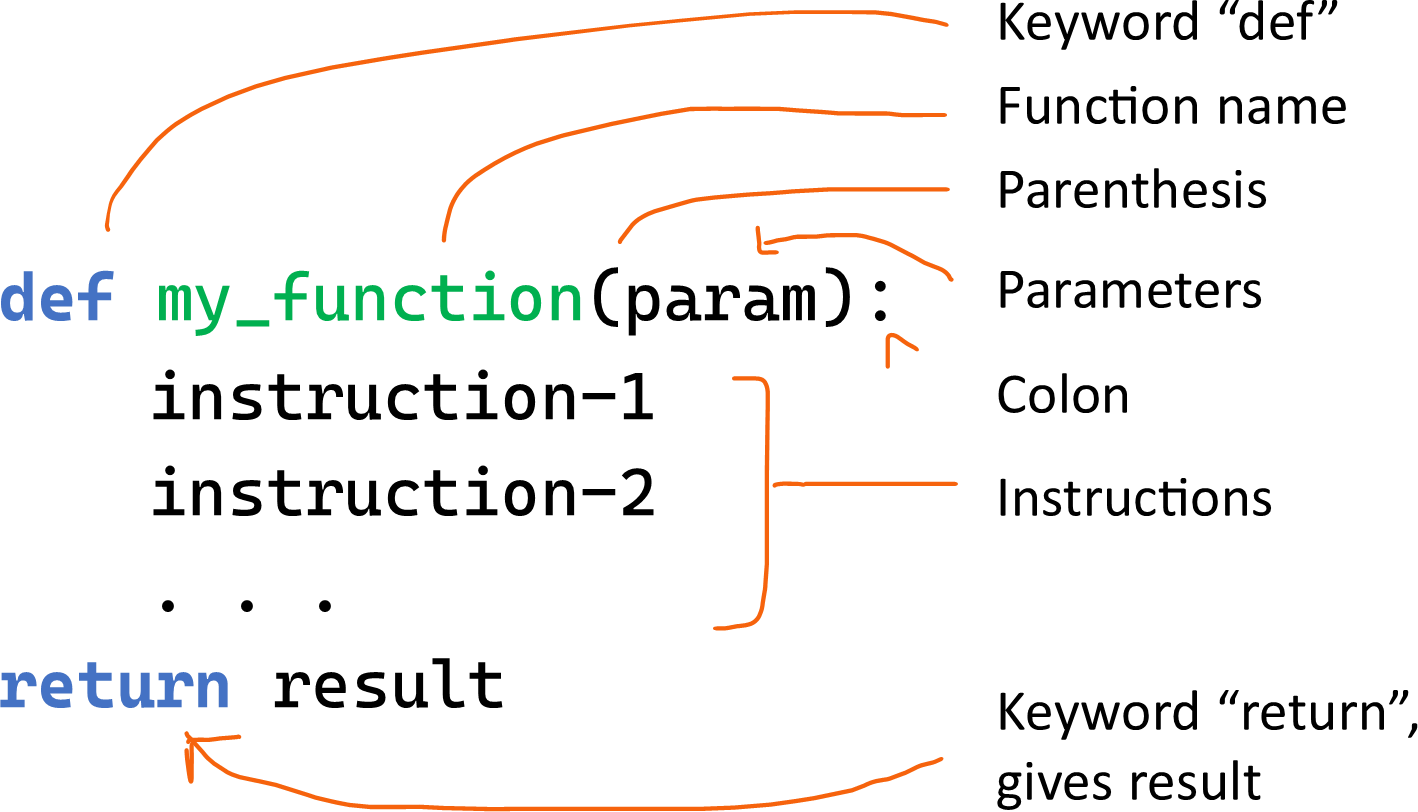 Keyword “def”
Function name
Parenthesis
Parameters
def my_function(param):
    instruction-1
Colon
    instruction-2
Instructions
    . . .
return result
Keyword “return”,
gives result